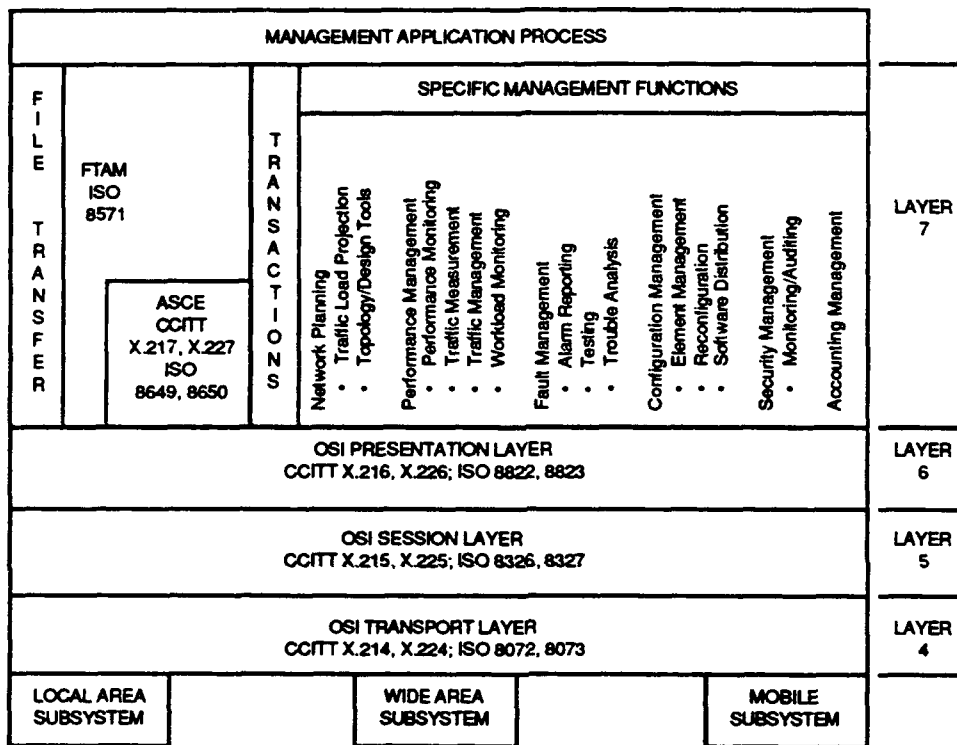 MANAGEMENT APPLICATION PROCESS
FILE TRANSFER
FTAM
ISO
8571
ASCE
CCITT
X.217, X.227
ISO
8649, 8650
TRANSACTIONS
SPECIFIC MANAGEMENT FUNCTIONS
Network Planning
• Traffic Load Projection
• Topology/Design Tools
Performance Management
• Performance Monitoring
• Traffic Measurement
• Traffic Management
• Workload Monitoring
Fault Management
• Alarm Reporting
• Testing
• Trouble Analysis
Configuration Management
• Element Management
• Reconfiguration
• Software Distribution
Security Management
• Monitoring/Auditing
Accounting Management
LAYER
7
OSI PRESENTATION LAYER
CCITT X.216, X.226; ISO 8822, 8823
LAYER
6
OSI SESSION LAYER
CCITT X.215, X.225; ISO 8326, 8327
LAYER
5
OSI TRANSPORT LAYER
CCITT X.214, X.224; ISO 8072, 8073
LAYER
4
LOCAL AREA
SUBSYSTEM
WIDE AREA
SUBSYSTEM
MOBILE
SUBSYSTEM